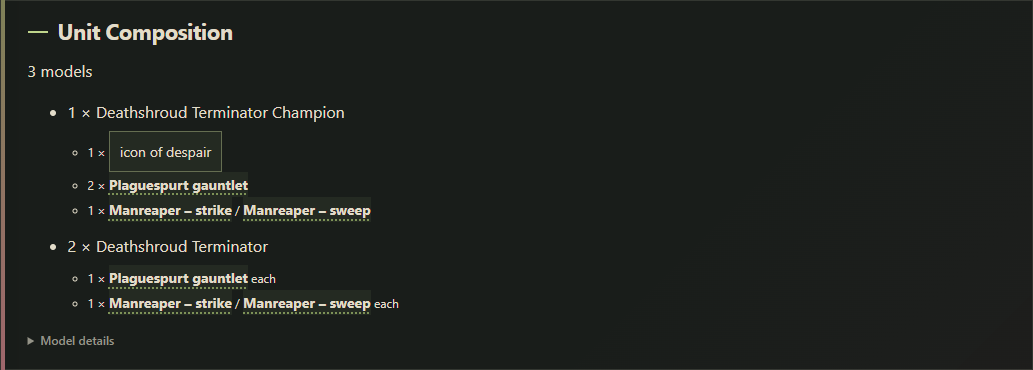 — Unit Composition
3 models
• 1 × Deathshroud Terminator Champion
◦ 1 × icon of despair
◦ 2 × Plaguespurt gauntlet
◦ 1 × Manreaper – strike / Manreaper – sweep
• 2 × Deathshroud Terminator
◦ 1 × Plaguespurt gauntlet each
◦ 1 × Manreaper – strike / Manreaper – sweep each
▶ Model details